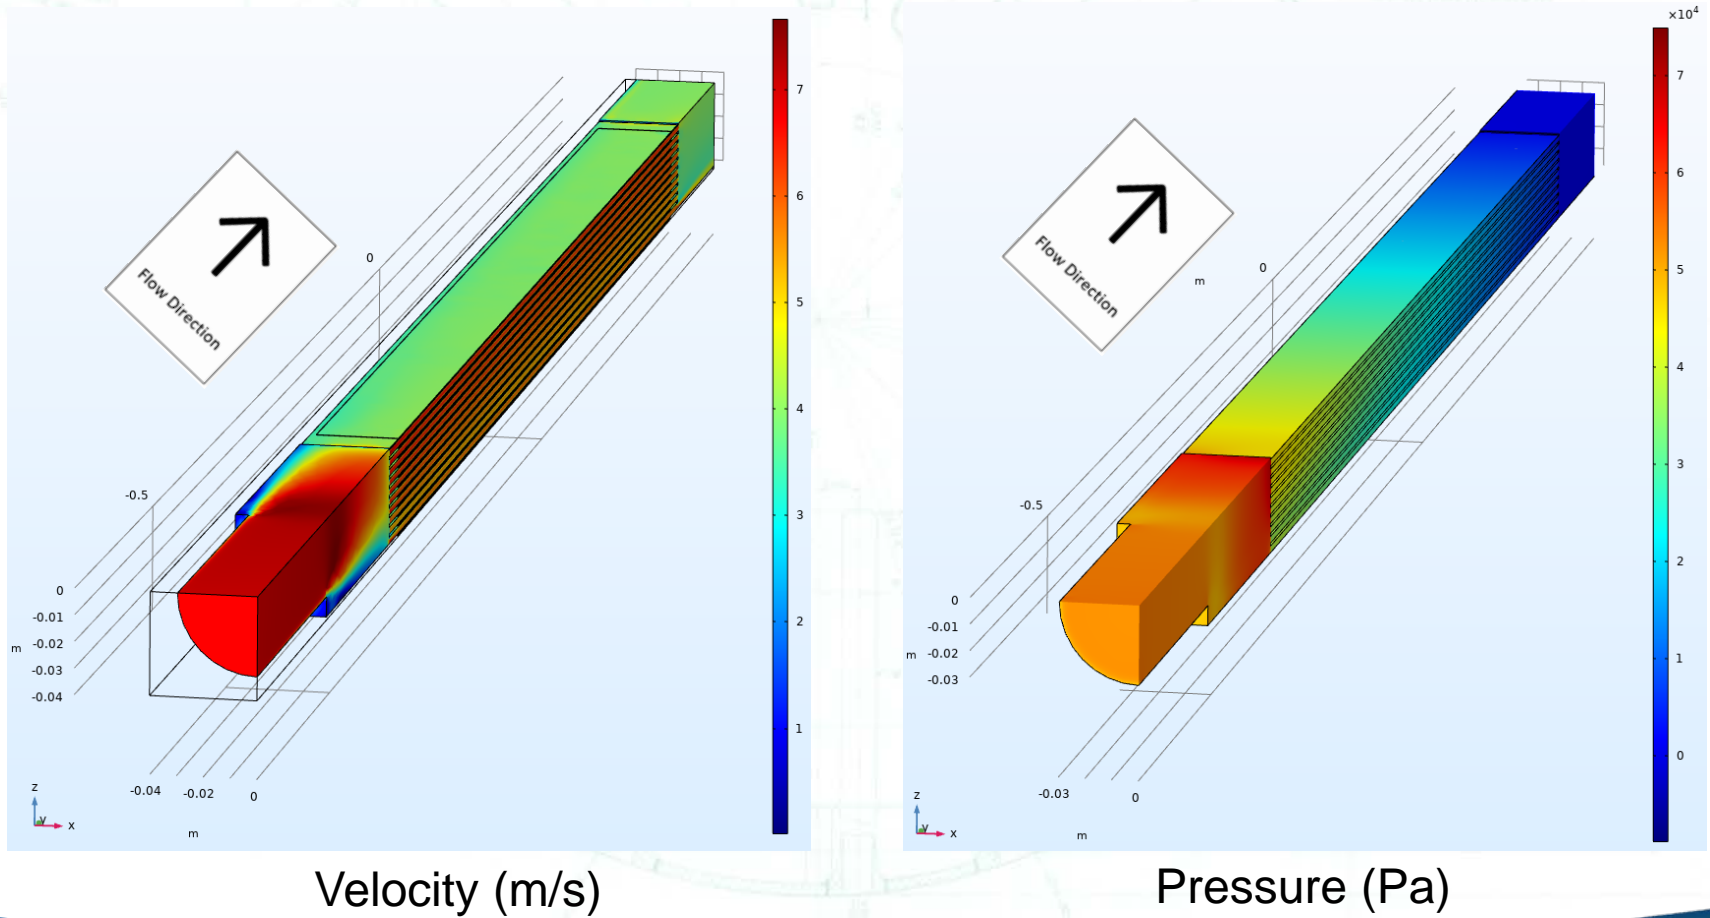 7
6
5
4
3
2
1
Flow Direction
0
-0.5
0
-0.01
-0.02
-0.03
-0.04
m
-0.04 -0.02 0
m
z
y
x
Velocity (m/s)
×10⁴
7
6
5
4
3
2
1
0
Flow Direction
m
0
-0.5
0
-0.01
-0.02
-0.03
m
-0.03 0
m
z
y
x
Pressure (Pa)